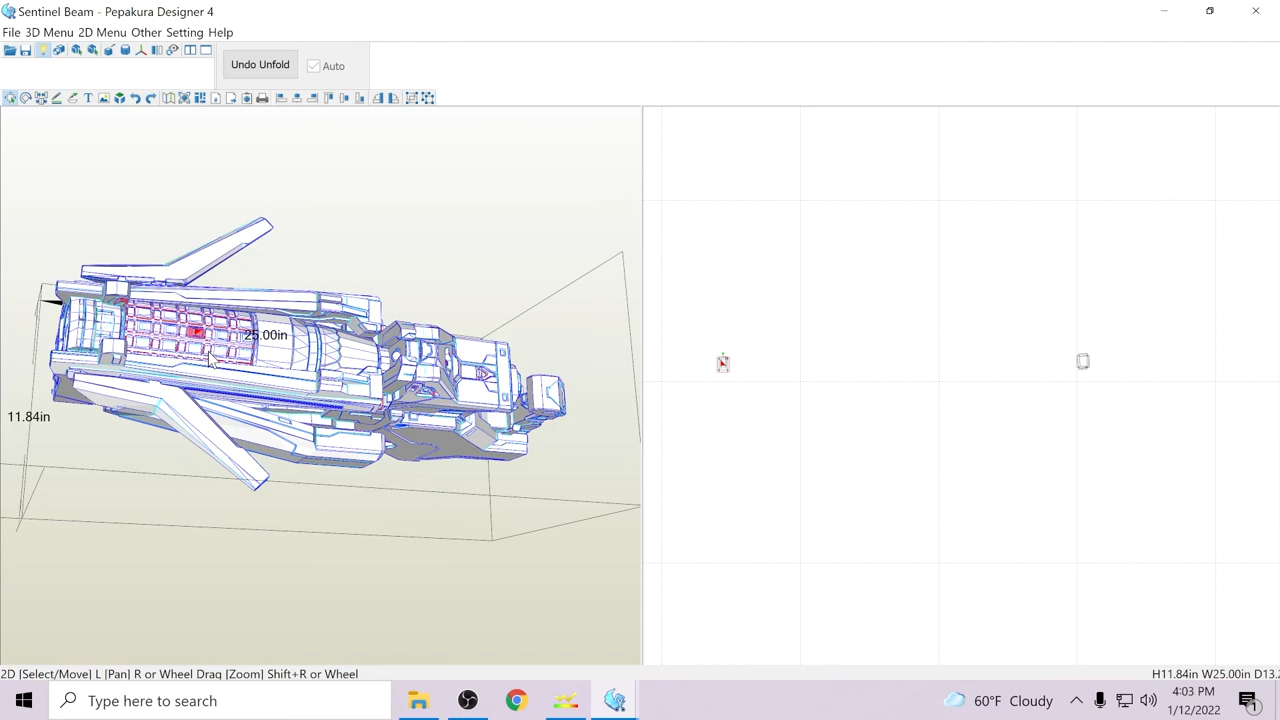 Sentinel Beam - Pepakura Designer 4
File 3D Menu 2D Menu Other Setting Help
Undo Unfold
Auto
25.00in
11.84in
2D [Select/Move] L [Pan] R or Wheel Drag [Zoom] Shift+R or Wheel
H11.84in W25.00in D13.
Type here to search
60°F Cloudy
4:03 PM
1/12/2022
1